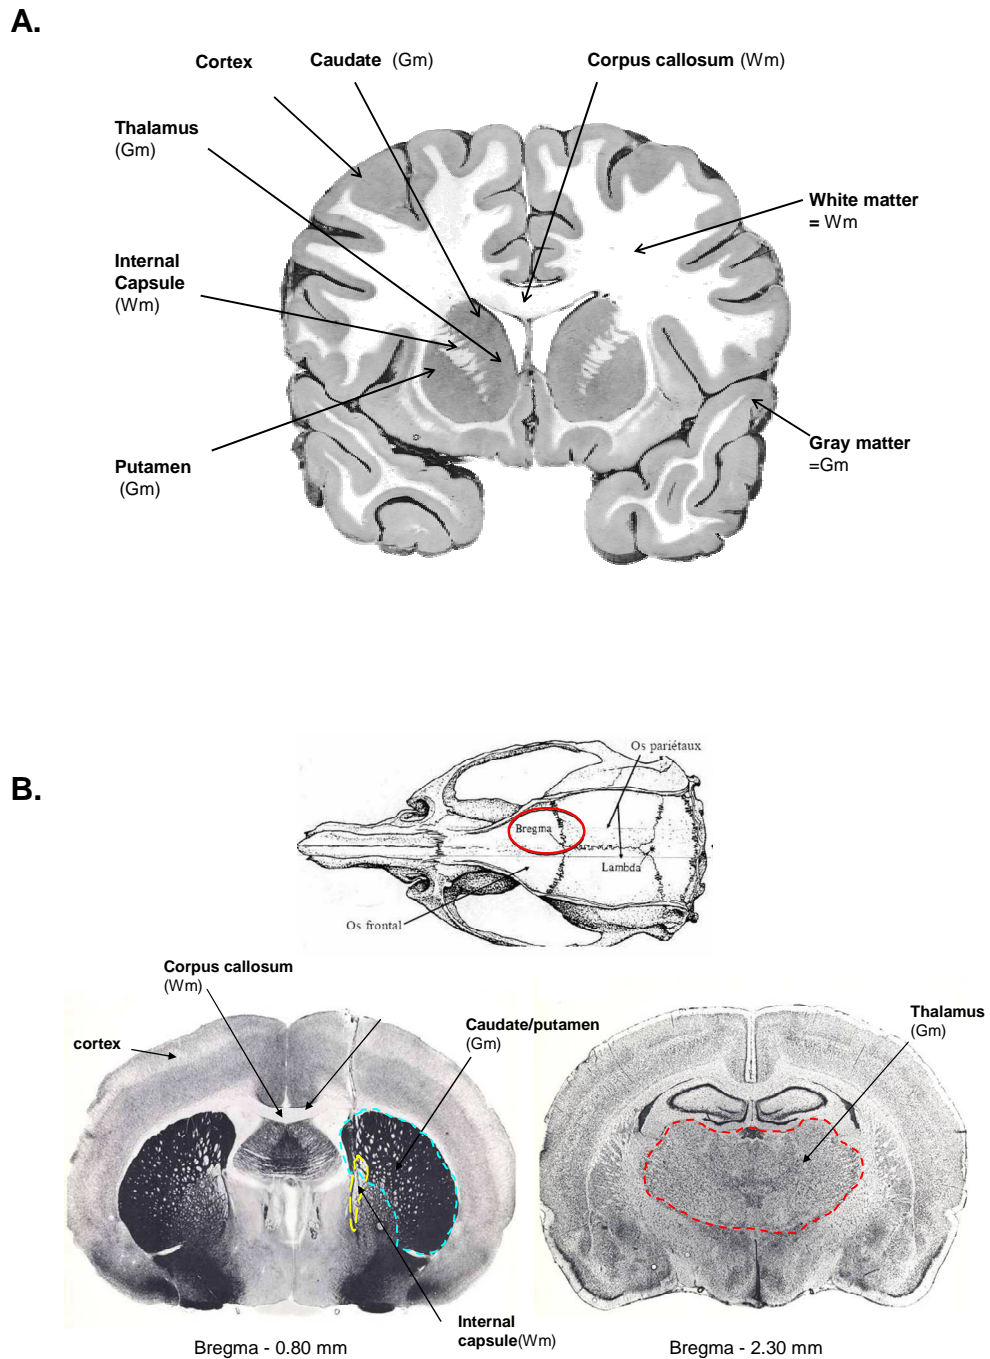 A.
Cortex
Caudate (Gm)
Corpus callosum (Wm)
Thalamus
(Gm)
White matter
= Wm
Internal
Capsule
(Wm)
Gray matter
=Gm
Putamen
(Gm)
B.
Os pariétaux
Bregma
Lambda
Os frontal
Corpus callosum
(Wm)
cortex
Caudate/putamen
(Gm)
Thalamus
(Gm)
Internal
capsule(Wm)
Bregma - 0.80 mm
Bregma - 2.30 mm